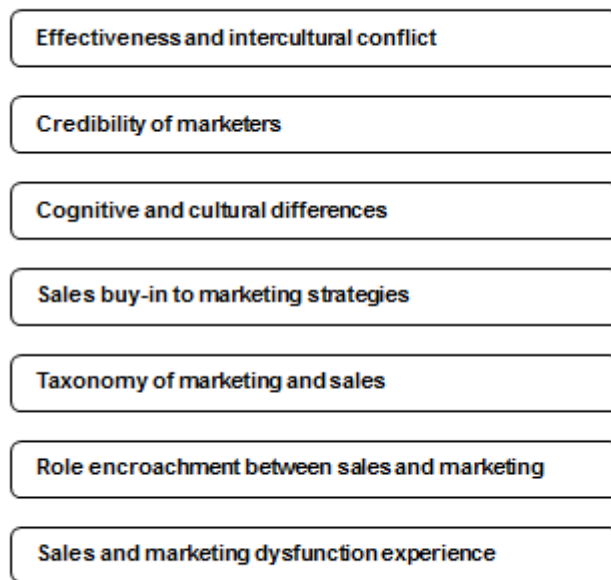 Effectiveness and intercultural conflict
Credibility of marketers
Cognitive and cultural differences
Sales buy-in to marketing strategies
Taxonomy of marketing and sales
Role encroachment between sales and marketing
Sales and marketing dysfunction experience